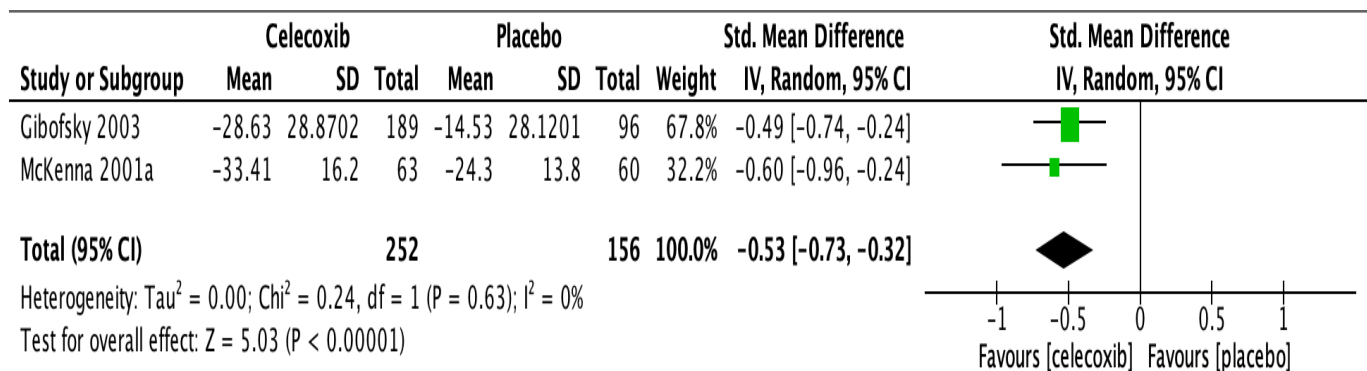 Celecoxib Placebo Std. Mean Difference Std. Mean Difference
Study or Subgroup Mean SD Total Mean SD Total Weight IV, Random, 95% CI IV, Random, 95% CI
Gibofsky 2003 −28.63 28.8702 189 −14.53 28.1201 96 67.8% −0.49 [−0.74, −0.24]
McKenna 2001a −33.41 16.2 63 −24.3 13.8 60 32.2% −0.60 [−0.96, −0.24]
Total (95% CI) 252 156 100.0% −0.53 [−0.73, −0.32]
Heterogeneity: Tau² = 0.00; Chi² = 0.24, df = 1 (P = 0.63); I² = 0%
Test for overall effect: Z = 5.03 (P < 0.00001)
−1 −0.5 0 0.5 1
Favours [celecoxib] Favours [placebo]